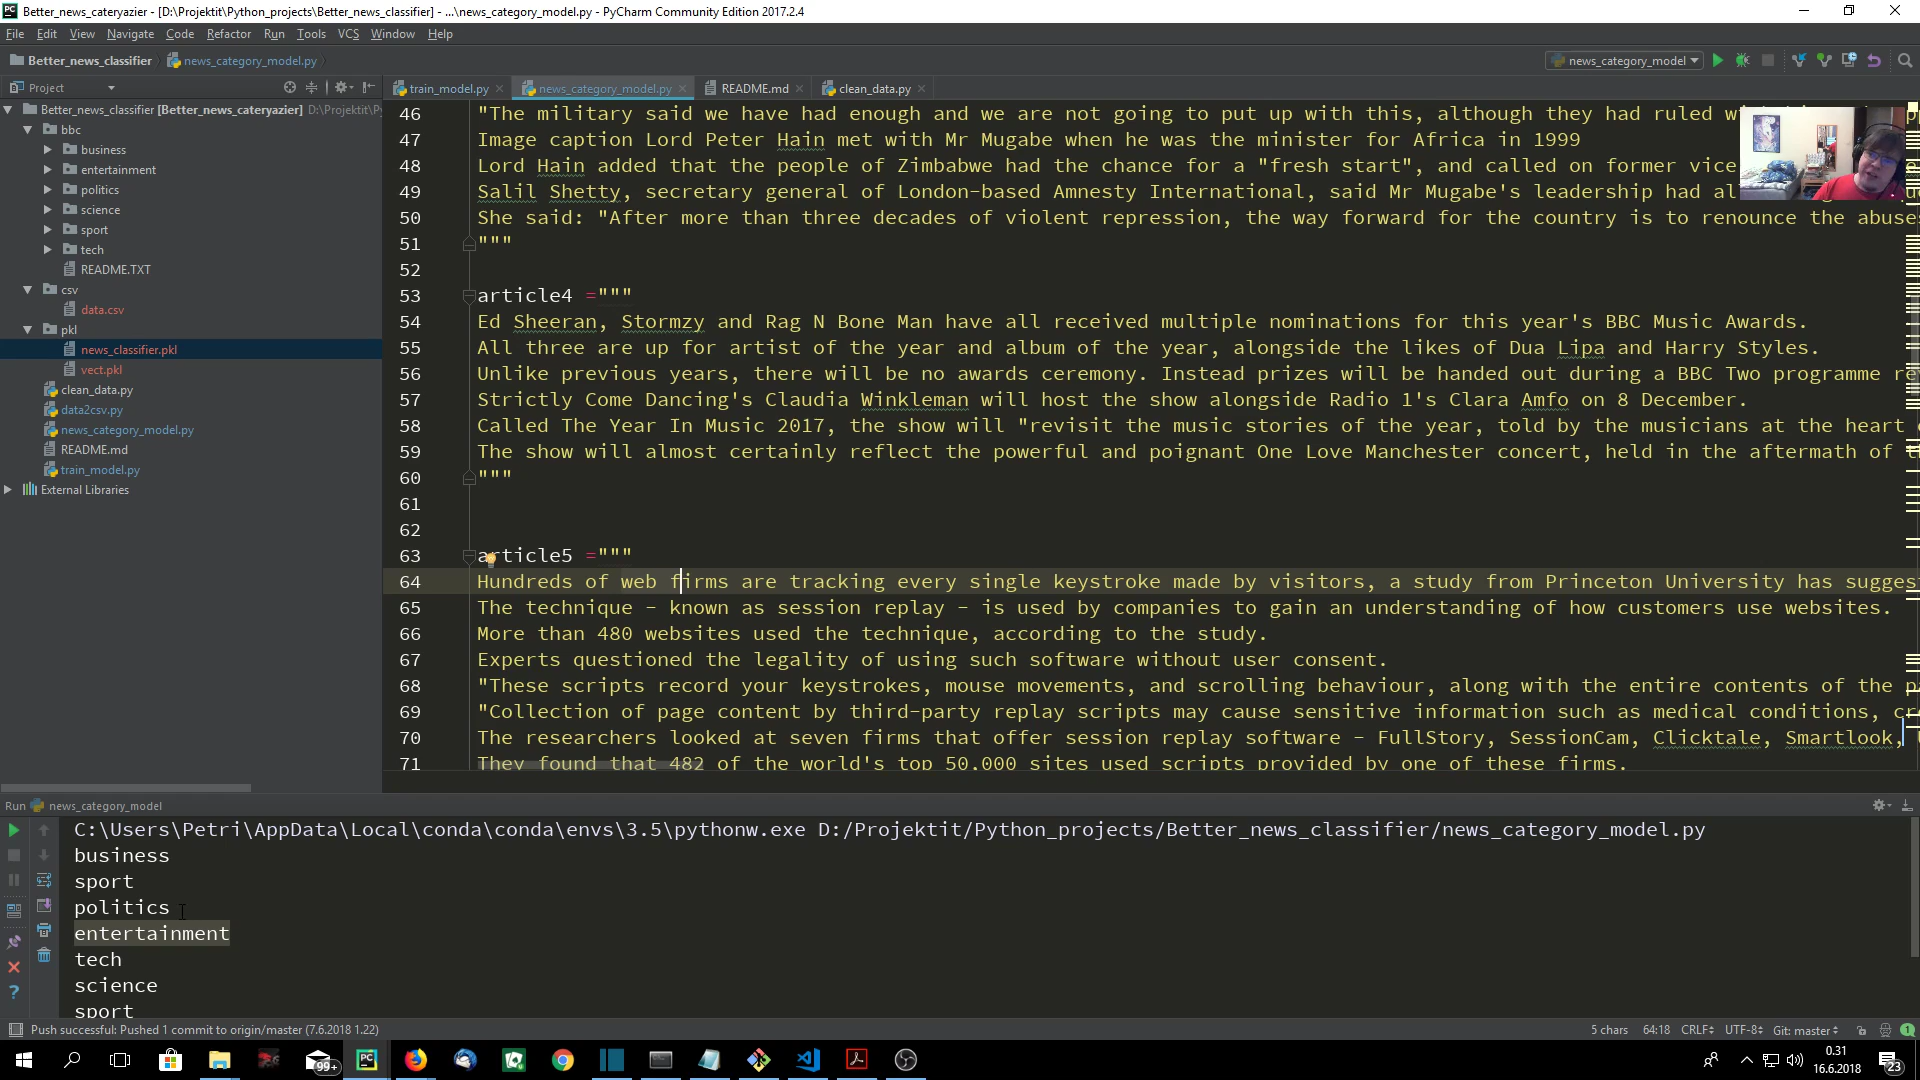 Better_news_cateryazier - [D:\Projektit\Python_projects\Better_news_classifier] - ...\news_category_model.py - PyCharm Community Edition 2017.2.4
File Edit View Navigate Code Refactor Run Tools VCS Window Help
Better_news_classifier news_category_model.py
news_category_model
Project
train_model.py news_category_model.py README.md clean_data.py
Better_news_classifier [Better_news_cateryazier] D:\Projektit\P
bbc
business
entertainment
politics
science
sport
tech
README.TXT
csv
data.csv
pkl
news_classifier.pkl
vect.pkl
clean_data.py
data2csv.py
news_category_model.py
README.md
train_model.py
External Libraries
46 "The military said we have had enough and we are not going to put up with this, although they had ruled
47 Image caption Lord Peter Hain met with Mr Mugabe when he was the minister for Africa in 1999
48 Lord Hain added that the people of Zimbabwe had the chance for a "fresh start", and called on former vice
49 Salil Shetty, secretary general of London-based Amnesty International, said Mr Mugabe's leadership had
50 She said: "After more than three decades of violent repression, the way forward for the country is to renounce the abuse
51 """
52
53 article4 ="""
54 Ed Sheeran, Stormzy and Rag N Bone Man have all received multiple nominations for this year's BBC Music Awards.
55 All three are up for artist of the year and album of the year, alongside the likes of Dua Lipa and Harry Styles.
56 Unlike previous years, there will be no awards ceremony. Instead prizes will be handed out during a BBC Two programme
57 Strictly Come Dancing's Claudia Winkleman will host the show alongside Radio 1's Clara Amfo on 8 December.
58 Called The Year In Music 2017, the show will "revisit the music stories of the year, told by the musicians at the heart
59 The show will almost certainly reflect the powerful and poignant One Love Manchester concert, held in the aftermath of
60 """
61
62
63 article5 ="""
64 Hundreds of web firms are tracking every single keystroke made by visitors, a study from Princeton University has sugges
65 The technique - known as session replay - is used by companies to gain an understanding of how customers use websites.
66 More than 480 websites used the technique, according to the study.
67 Experts questioned the legality of using such software without user consent.
68 "These scripts record your keystrokes, mouse movements, and scrolling behaviour, along with the entire contents of the
69 "Collection of page content by third-party replay scripts may cause sensitive information such as medical conditions,
70 The researchers looked at seven firms that offer session replay software - FullStory, SessionCam, Clicktale, Smartlook,
71 They found that 482 of the world's top 50,000 sites used scripts provided by one of these firms.
Run news_category_model
C:\Users\Petri\AppData\Local\conda\conda\envs\3.5\pythonw.exe D:/Projektit/Python_projects/Better_news_classifier/news_category_model.py
business
sport
politics
entertainment
tech
science
sport
Push successful: Pushed 1 commit to origin/master (7.6.2018 1.22)
5 chars 64:18 CRLF UTF-8 Git: master 1
99+
0.31
16.6.2018
23